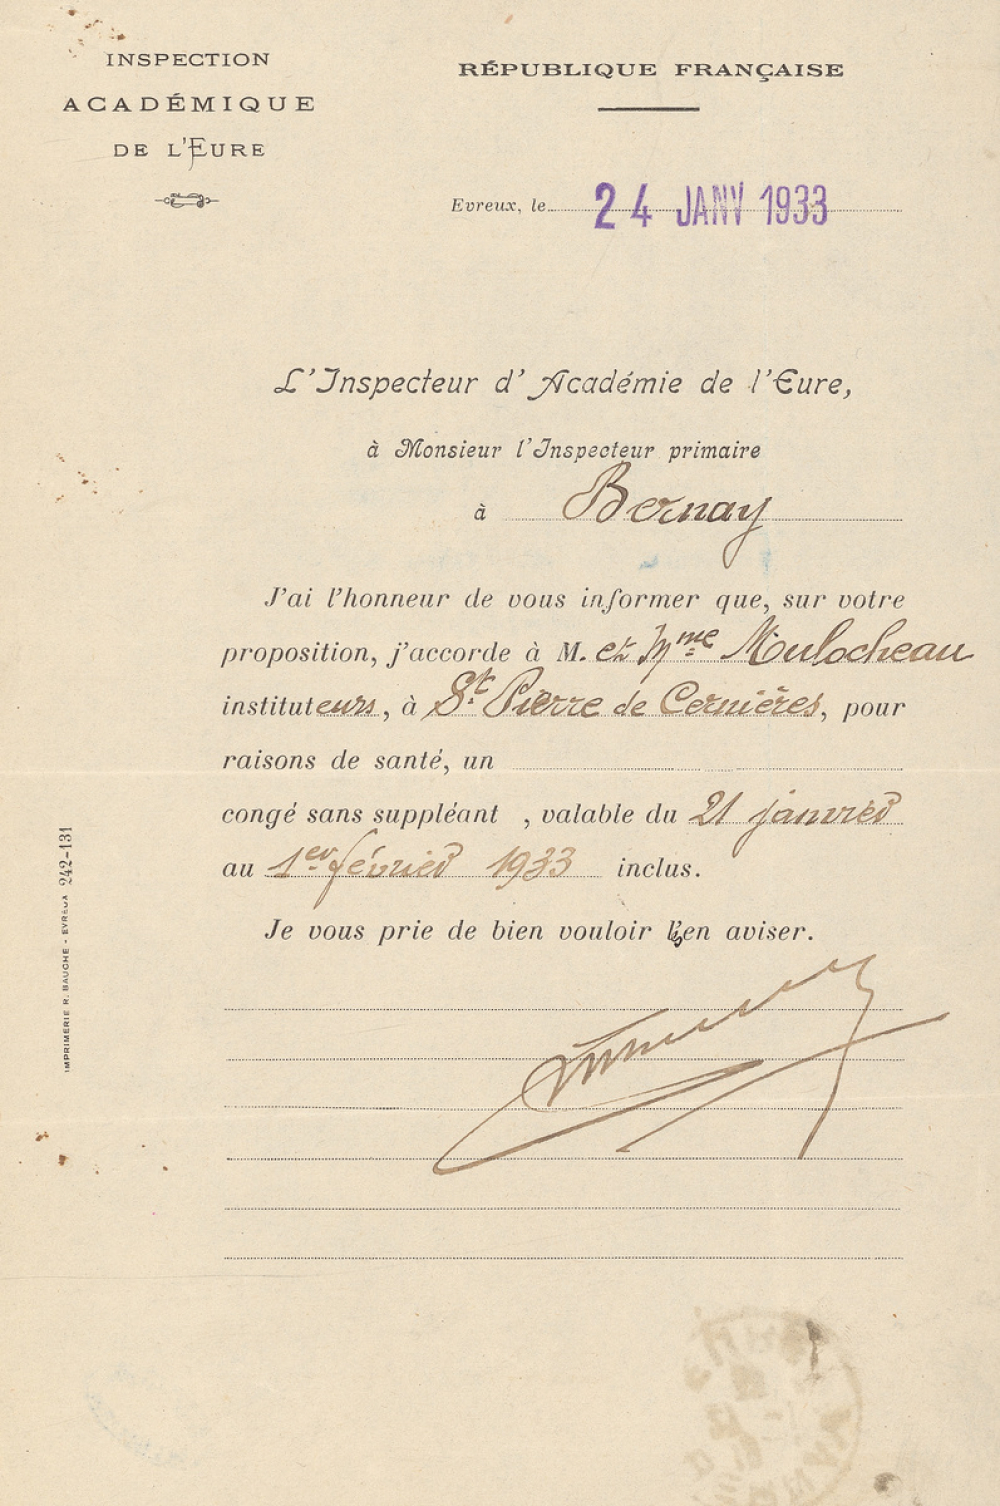 INSPECTION
ACADÉMIQUE
DE L'EURE
RÉPUBLIQUE FRANÇAISE
Evreux, le 24 JANV 1933
L'Inspecteur d'Académie de l'Eure,
à Monsieur l'Inspecteur primaire
à Bernay
J'ai l'honneur de vous informer que, sur votre
proposition, j'accorde à M. et Mme Mulocheau
instituteurs, à St Pierre de Cernières, pour
raisons de santé, un
congé sans suppléant , valable du 21 janvier
au 1er février 1933 inclus.
Je vous prie de bien vouloir les en aviser.
IMPRIMERIE R. BAUCHE - EVREUX 242-131